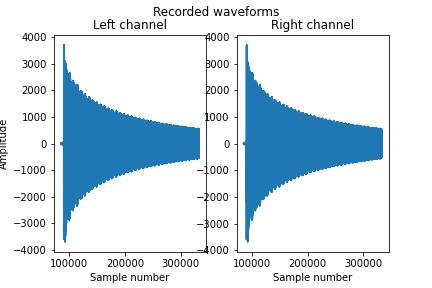 Recorded waveforms
Left channel
Right channel
4000
3000
2000
1000
0
−1000
−2000
−3000
−4000
Amplitude
100000 200000 300000
Sample number
4000
3000
2000
1000
0
−1000
−2000
−3000
−4000
100000 200000 300000
Sample number